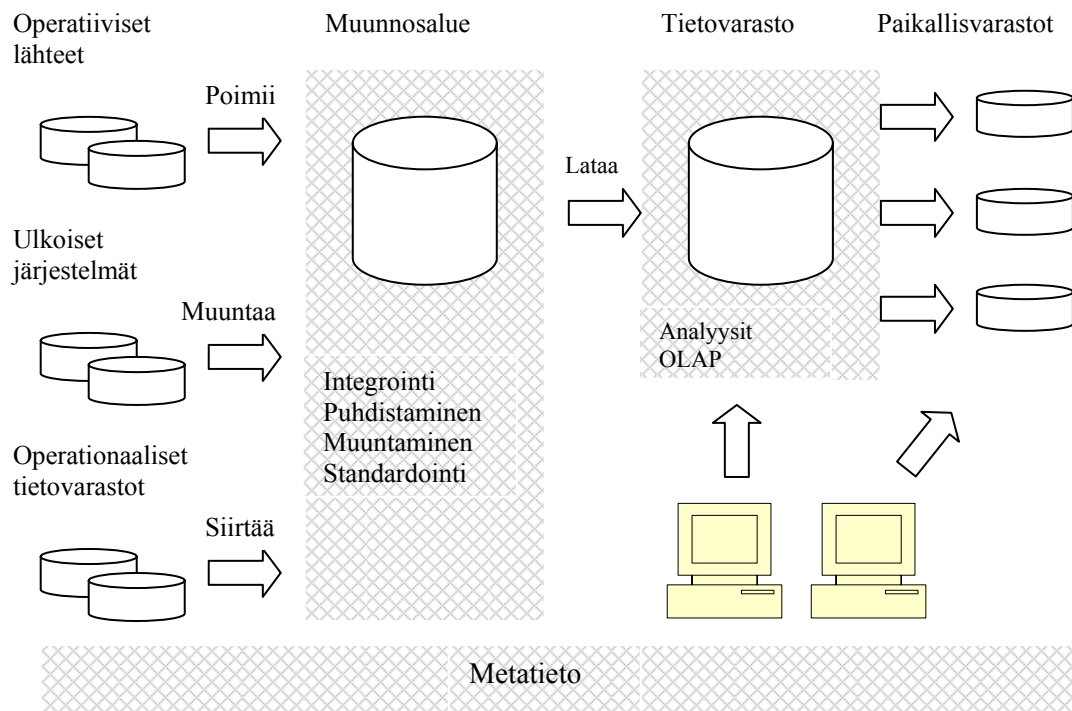 Operatiiviset
lähteet
Muunnosalue
Tietovarasto
Paikallisvarastot
Poimii
Lataa
Ulkoiset
järjestelmät
Muuntaa
Analyysit
OLAP
Integrointi
Puhdistaminen
Muuntaminen
Standardointi
Operationaaliset
tietovarastot
Siirtää
Metatieto